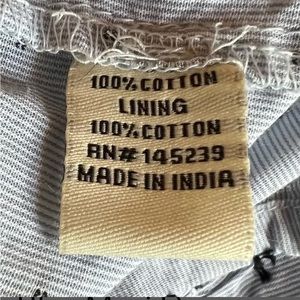 100% COTTON
LINING
100% COTTON
RN# 145239
MADE IN INDIA